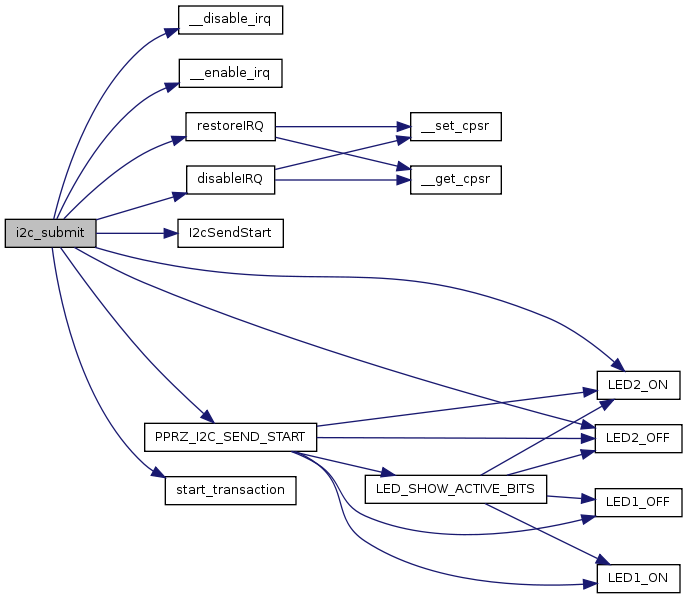 __disable_irq
__enable_irq
restoreIRQ
__set_cpsr
disableIRQ
__get_cpsr
i2c_submit
I2cSendStart
LED2_ON
PPRZ_I2C_SEND_START
LED2_OFF
start_transaction
LED_SHOW_ACTIVE_BITS
LED1_OFF
LED1_ON